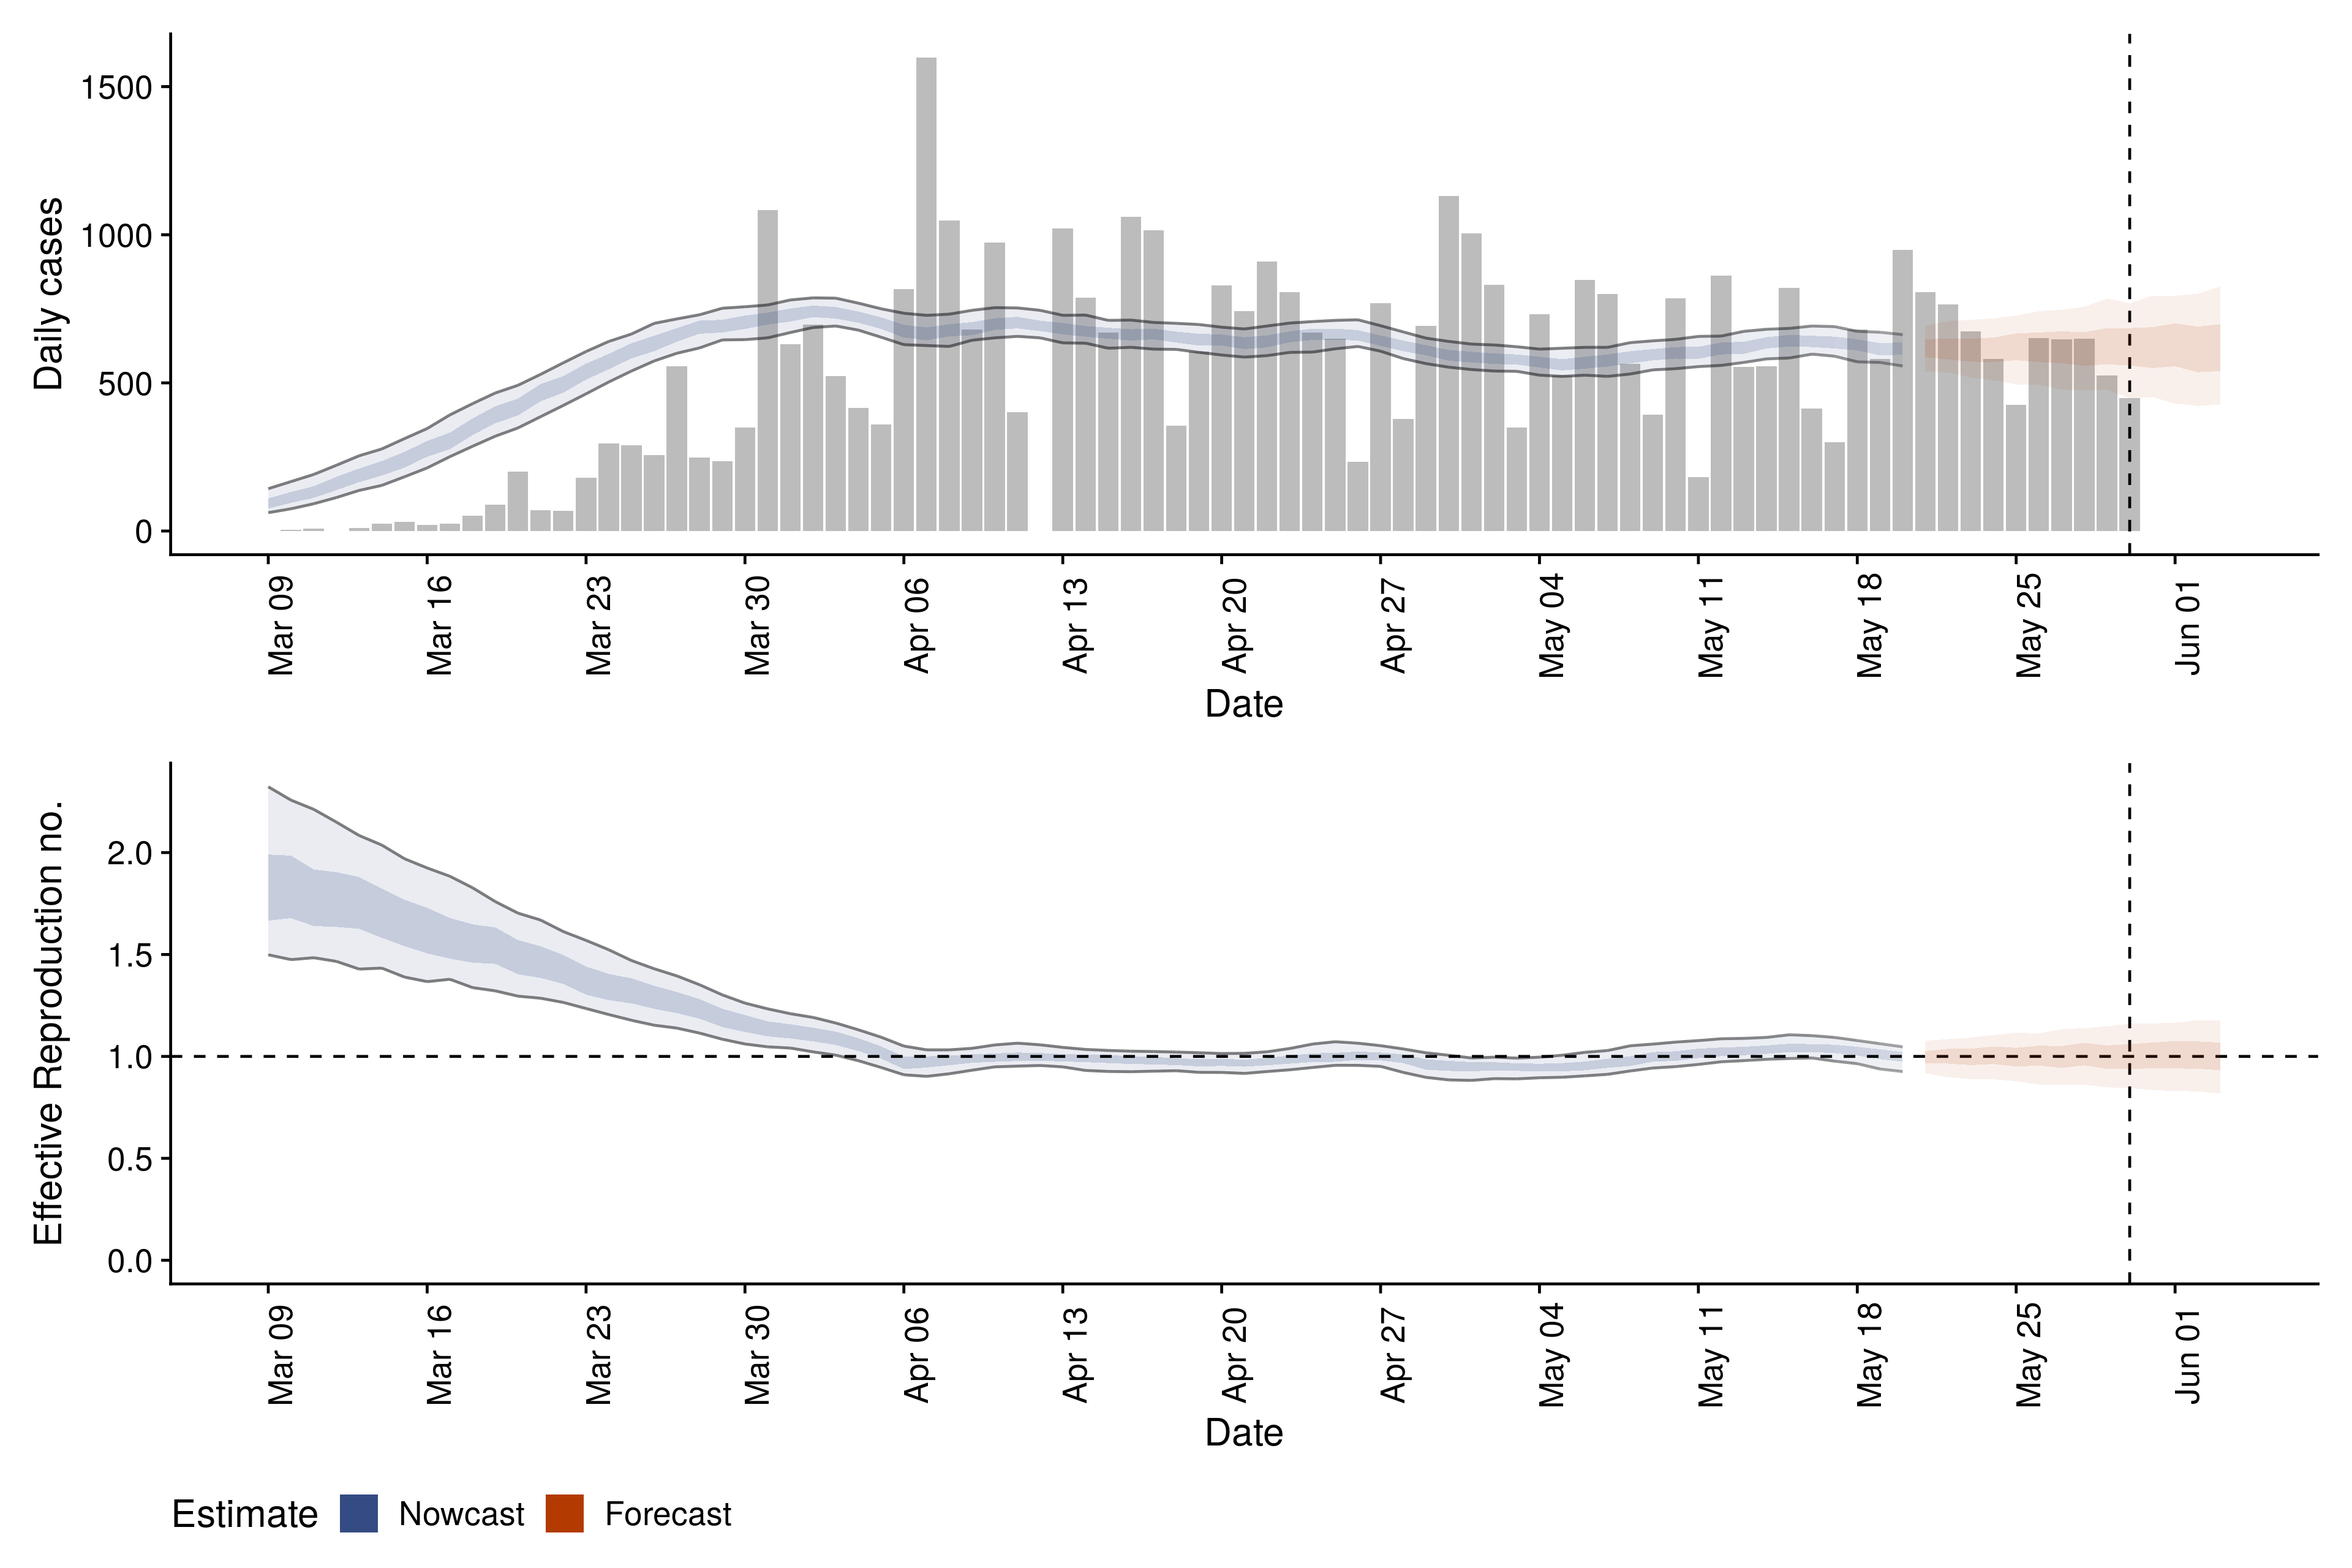 Daily cases
1500
1000
500
0
Mar 09
Mar 16
Mar 23
Mar 30
Apr 06
Apr 13
Apr 20
Apr 27
May 04
May 11
May 18
May 25
Jun 01
Date
Effective Reproduction no.
2.0
1.5
1.0
0.5
0.0
Mar 09
Mar 16
Mar 23
Mar 30
Apr 06
Apr 13
Apr 20
Apr 27
May 04
May 11
May 18
May 25
Jun 01
Date
Estimate Nowcast Forecast